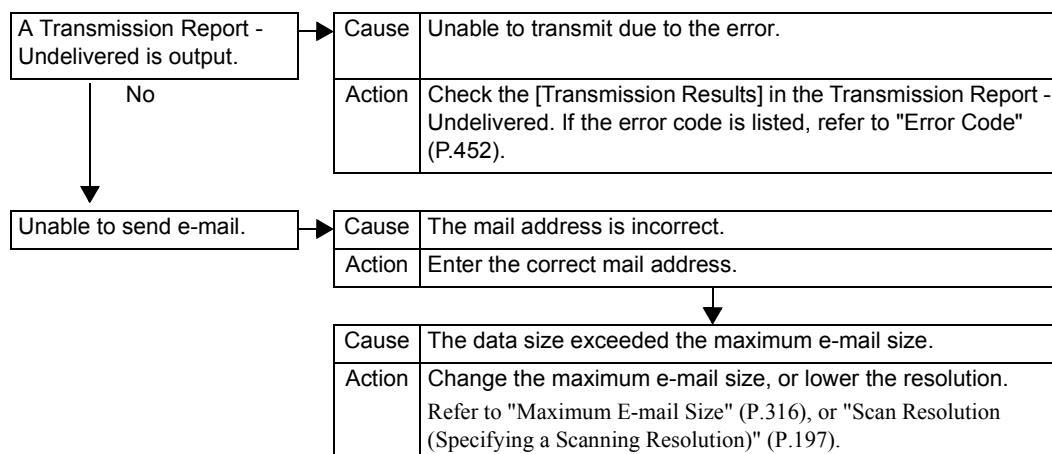 A Transmission Report -
Undelivered is output.
Cause
Unable to transmit due to the error.
No
Action
Check the [Transmission Results] in the Transmission Report -
Undelivered. If the error code is listed, refer to "Error Code"
(P.452).
Unable to send e-mail.
Cause
The mail address is incorrect.
Action
Enter the correct mail address.
Cause
The data size exceeded the maximum e-mail size.
Action
Change the maximum e-mail size, or lower the resolution.
Refer to "Maximum E-mail Size" (P.316), or "Scan Resolution
(Specifying a Scanning Resolution)" (P.197).